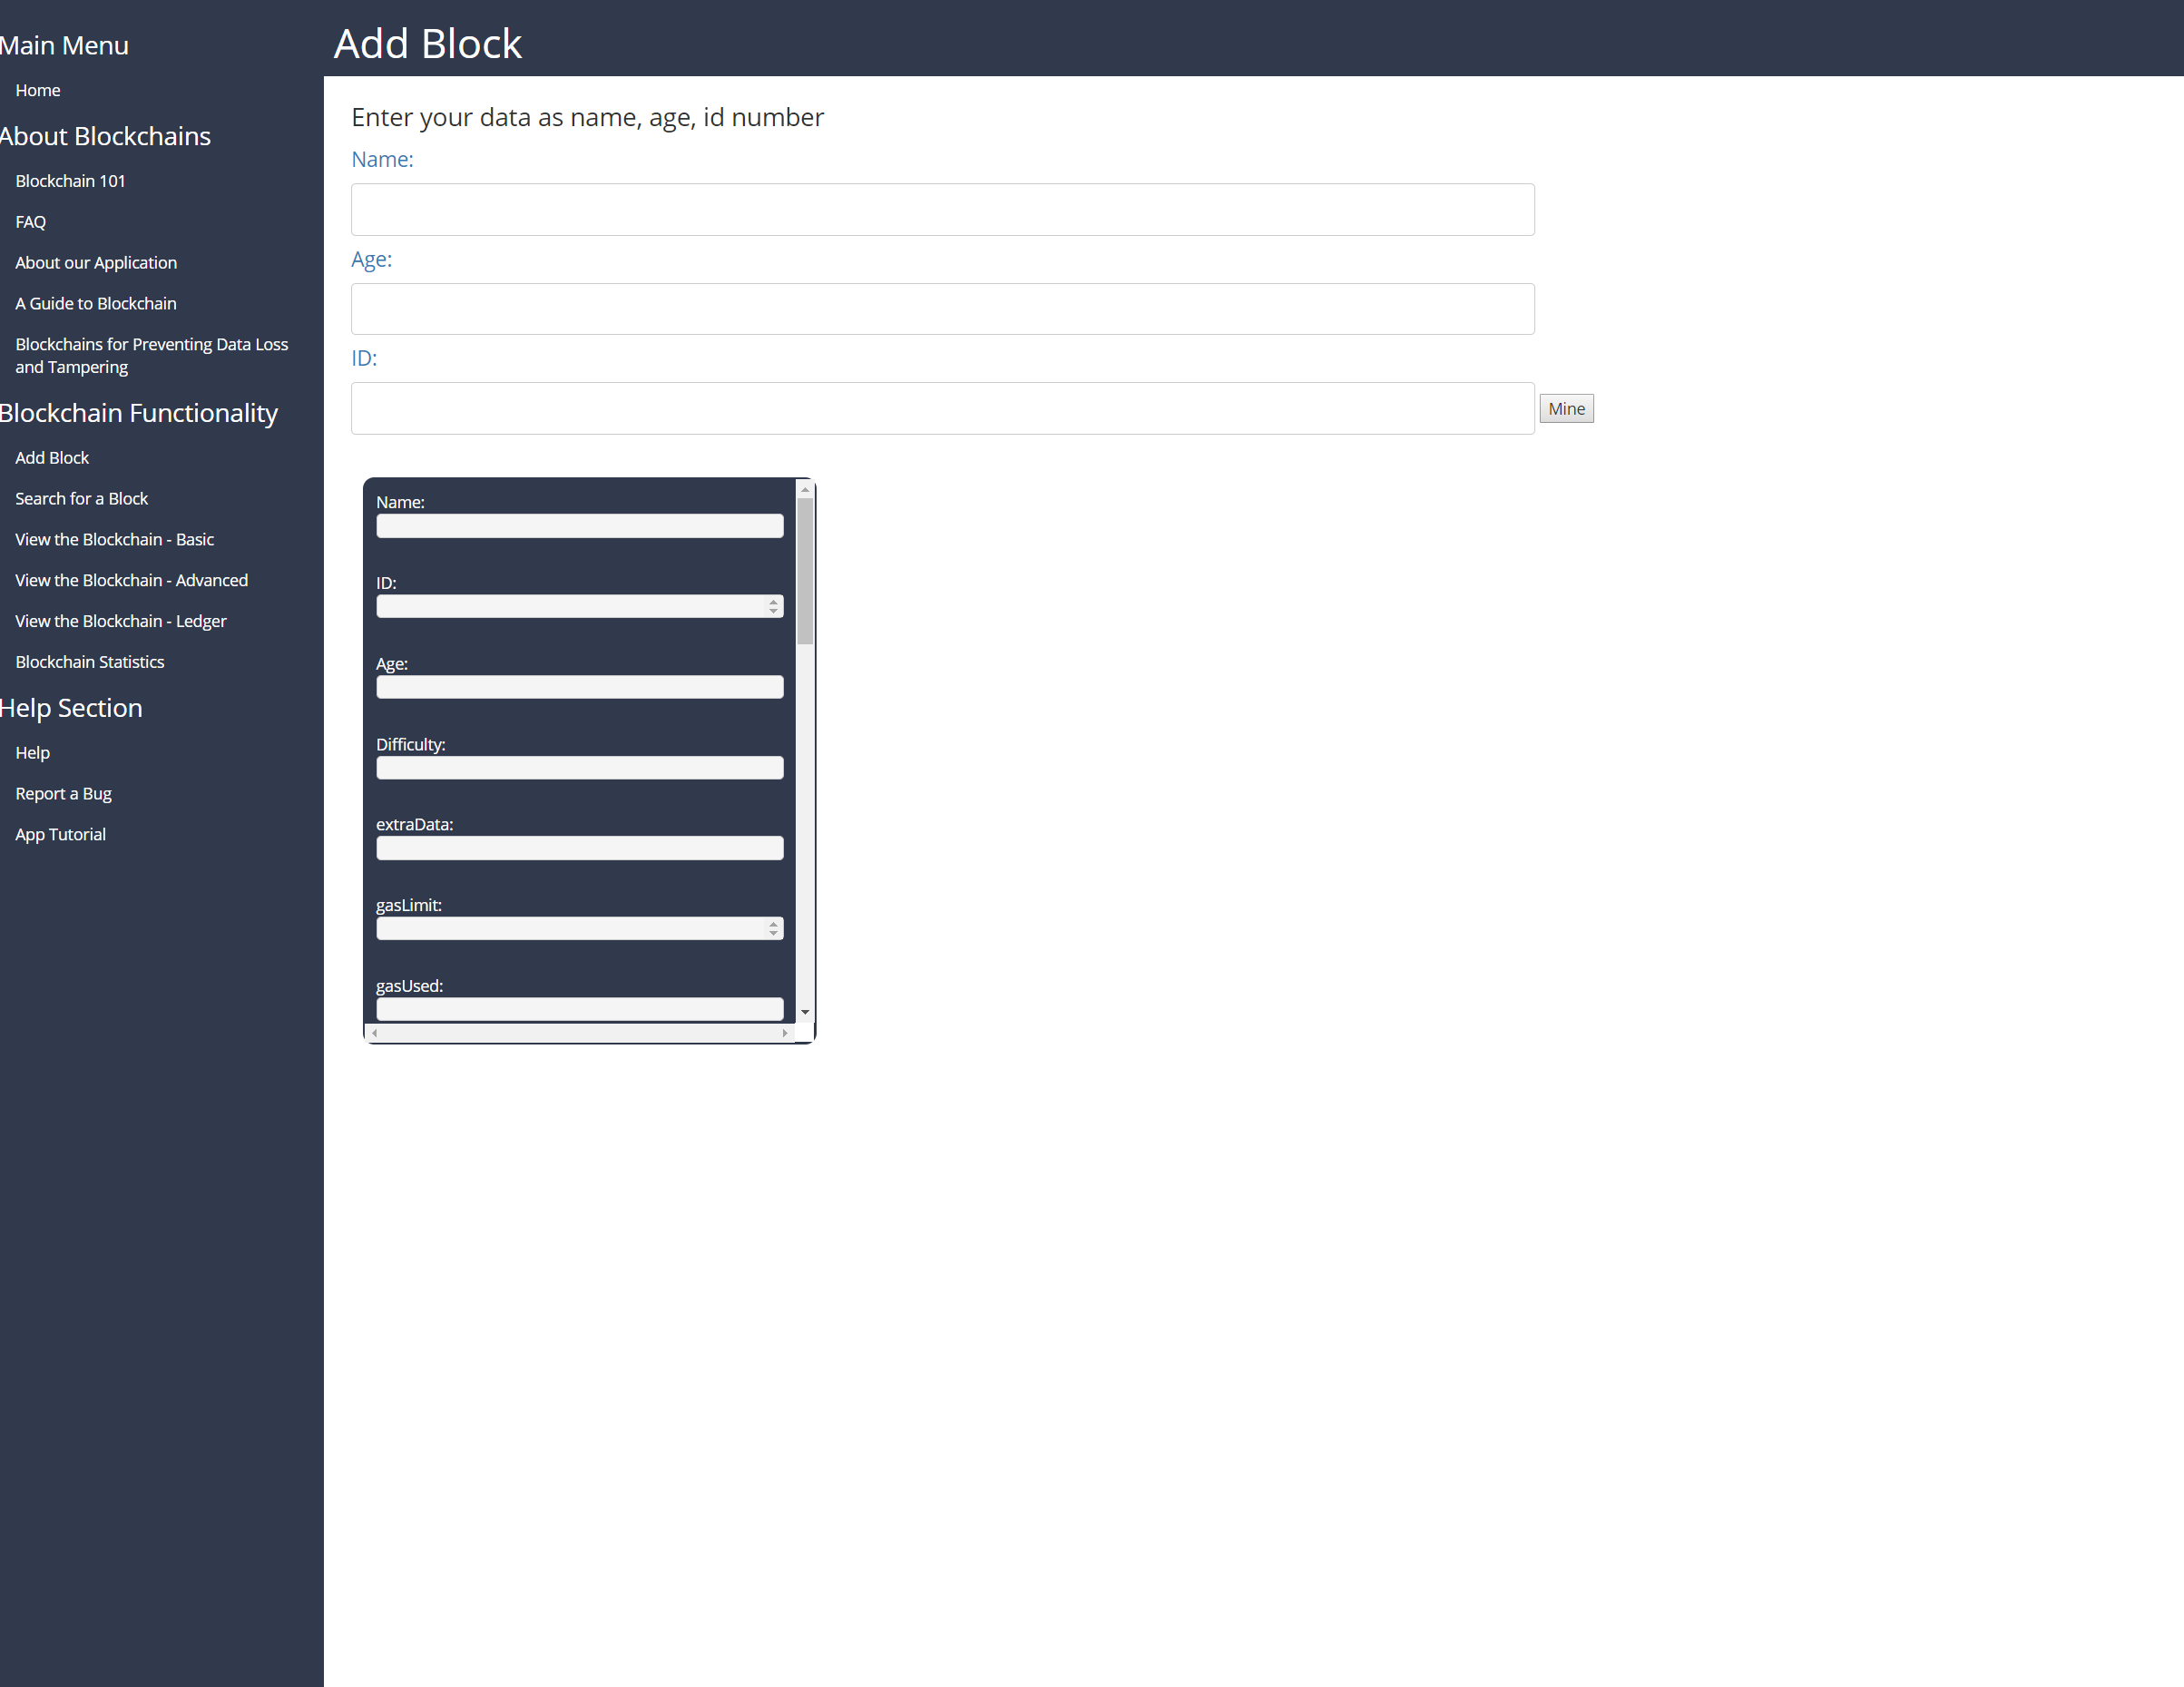 Main Menu
Home
About Blockchains
Blockchain 101
FAQ
About our Application
A Guide to Blockchain
Blockchains for Preventing Data Loss
and Tampering
Blockchain Functionality
Add Block
Search for a Block
View the Blockchain - Basic
View the Blockchain - Advanced
View the Blockchain - Ledger
Blockchain Statistics
Help Section
Help
Report a Bug
App Tutorial
Add Block
Enter your data as name, age, id number
Name:
Age:
ID:
Mine
Name:
ID:
Age:
Difficulty:
extraData:
gasLimit:
gasUsed: